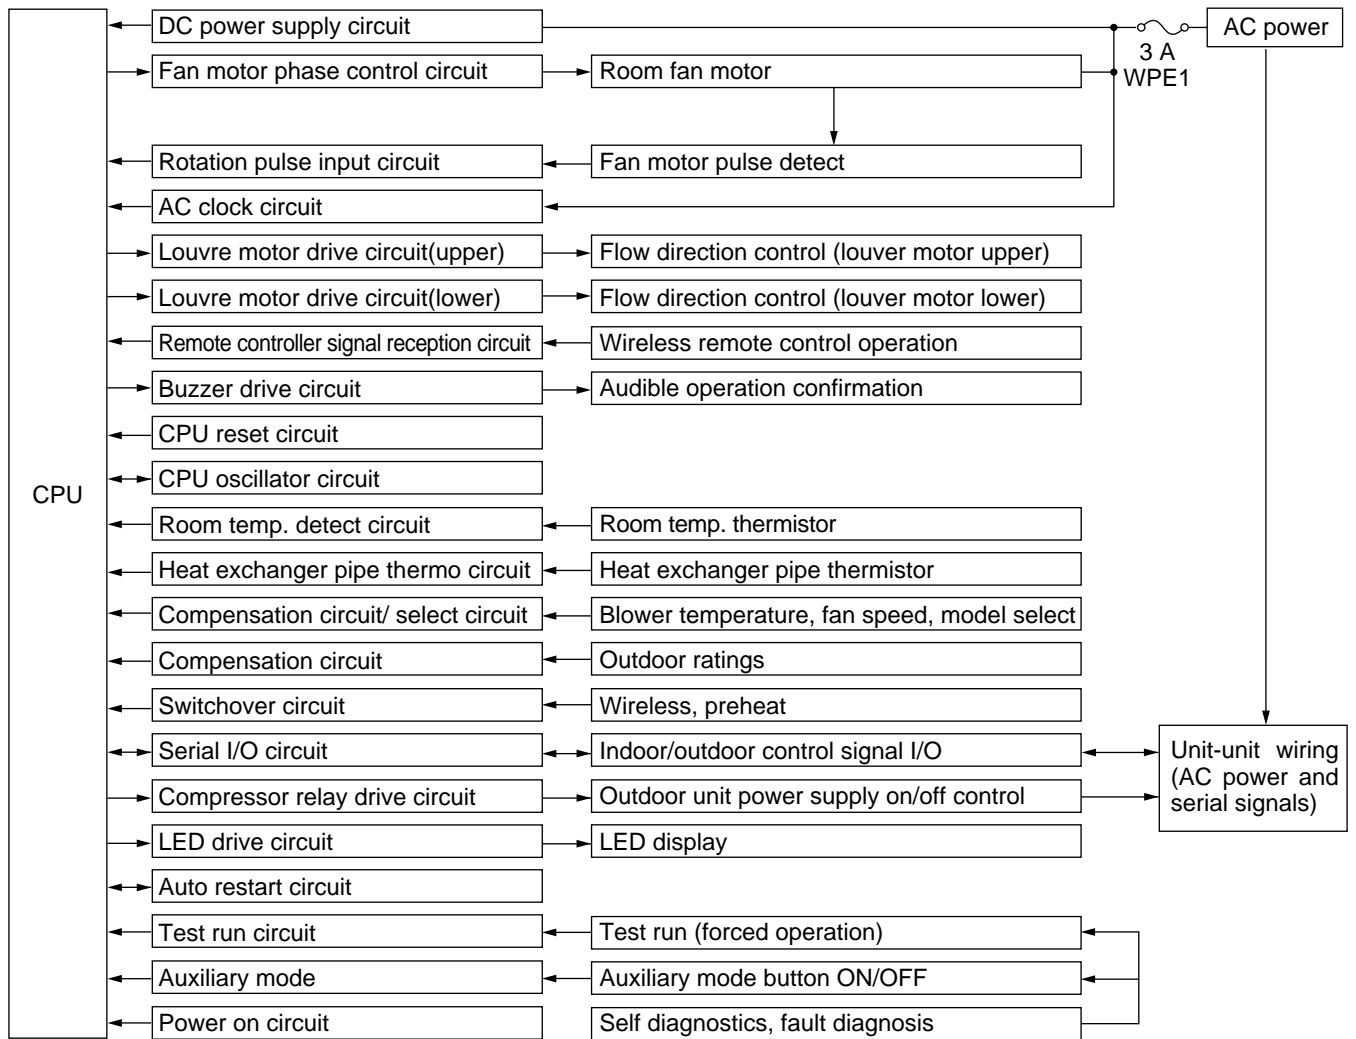 DC power supply circuit
AC power
3 A
WPE1
Fan motor phase control circuit
Room fan motor
Rotation pulse input circuit
Fan motor pulse detect
AC clock circuit
Louvre motor drive circuit(upper)
Flow direction control (louver motor upper)
Louvre motor drive circuit(lower)
Flow direction control (louver motor lower)
Remote controller signal reception circuit
Wireless remote control operation
Buzzer drive circuit
Audible operation confirmation
CPU reset circuit
CPU
CPU oscillator circuit
Room temp. detect circuit
Room temp. thermistor
Heat exchanger pipe thermo circuit
Heat exchanger pipe thermistor
Compensation circuit/ select circuit
Blower temperature, fan speed, model select
Compensation circuit
Outdoor ratings
Switchover circuit
Wireless, preheat
Serial I/O circuit
Indoor/outdoor control signal I/O
Unit-unit wiring
(AC power and
serial signals)
Compressor relay drive circuit
Outdoor unit power supply on/off control
LED drive circuit
LED display
Auto restart circuit
Test run circuit
Test run (forced operation)
Auxiliary mode
Auxiliary mode button ON/OFF
Power on circuit
Self diagnostics, fault diagnosis